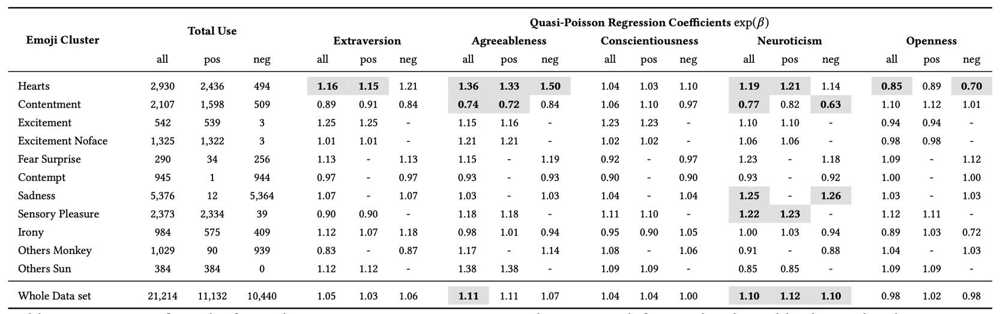 Quasi-Poisson Regression Coefficients exp(β)
Emoji Cluster Total Use Extraversion Agreeableness Conscientiousness Neuroticism Openness
all pos neg all pos neg all pos neg all pos neg all pos neg all pos neg
Hearts 2,930 2,436 494 1.16 1.15 1.21 1.36 1.33 1.50 1.04 1.03 1.10 1.19 1.21 1.14 0.85 0.89 0.70
Contentment 2,107 1,598 509 0.89 0.91 0.84 0.74 0.72 0.84 1.06 1.10 0.97 0.77 0.82 0.63 1.10 1.12 1.01
Excitement 542 539 3 1.25 1.25 - 1.15 1.16 - 1.23 1.23 - 1.10 1.10 - 0.94 0.94 -
Excitement Noface 1,325 1,322 3 1.01 1.01 - 1.21 1.21 - 1.02 1.02 - 1.06 1.06 - 0.98 0.98 -
Fear Surprise 290 34 256 1.13 - 1.13 1.15 - 1.19 0.92 - 0.97 1.23 - 1.18 1.09 - 1.12
Contempt 945 1 944 0.97 - 0.97 0.93 - 0.93 0.90 - 0.90 0.93 - 0.92 1.00 - 1.00
Sadness 5,376 12 5,364 1.07 - 1.07 1.03 - 1.03 1.04 - 1.04 1.25 - 1.26 1.03 - 1.03
Sensory Pleasure 2,373 2,334 39 0.90 0.90 - 1.18 1.18 - 1.11 1.10 - 1.22 1.23 - 1.12 1.11 -
Irony 984 575 409 1.12 1.07 1.18 0.98 1.01 0.94 0.95 0.90 1.05 1.00 1.03 0.94 0.89 1.03 0.72
Others Monkey 1,029 90 939 0.83 - 0.87 1.17 - 1.14 1.08 - 1.06 0.91 - 0.88 1.04 - 1.03
Others Sun 384 384 0 1.12 1.12 - 1.38 1.38 - 1.09 1.09 - 0.85 0.85 - 1.09 1.09 -
Whole Data set 21,214 11,132 10,440 1.05 1.03 1.06 1.11 1.11 1.07 1.04 1.04 1.00 1.10 1.12 1.10 0.98 1.02 0.98